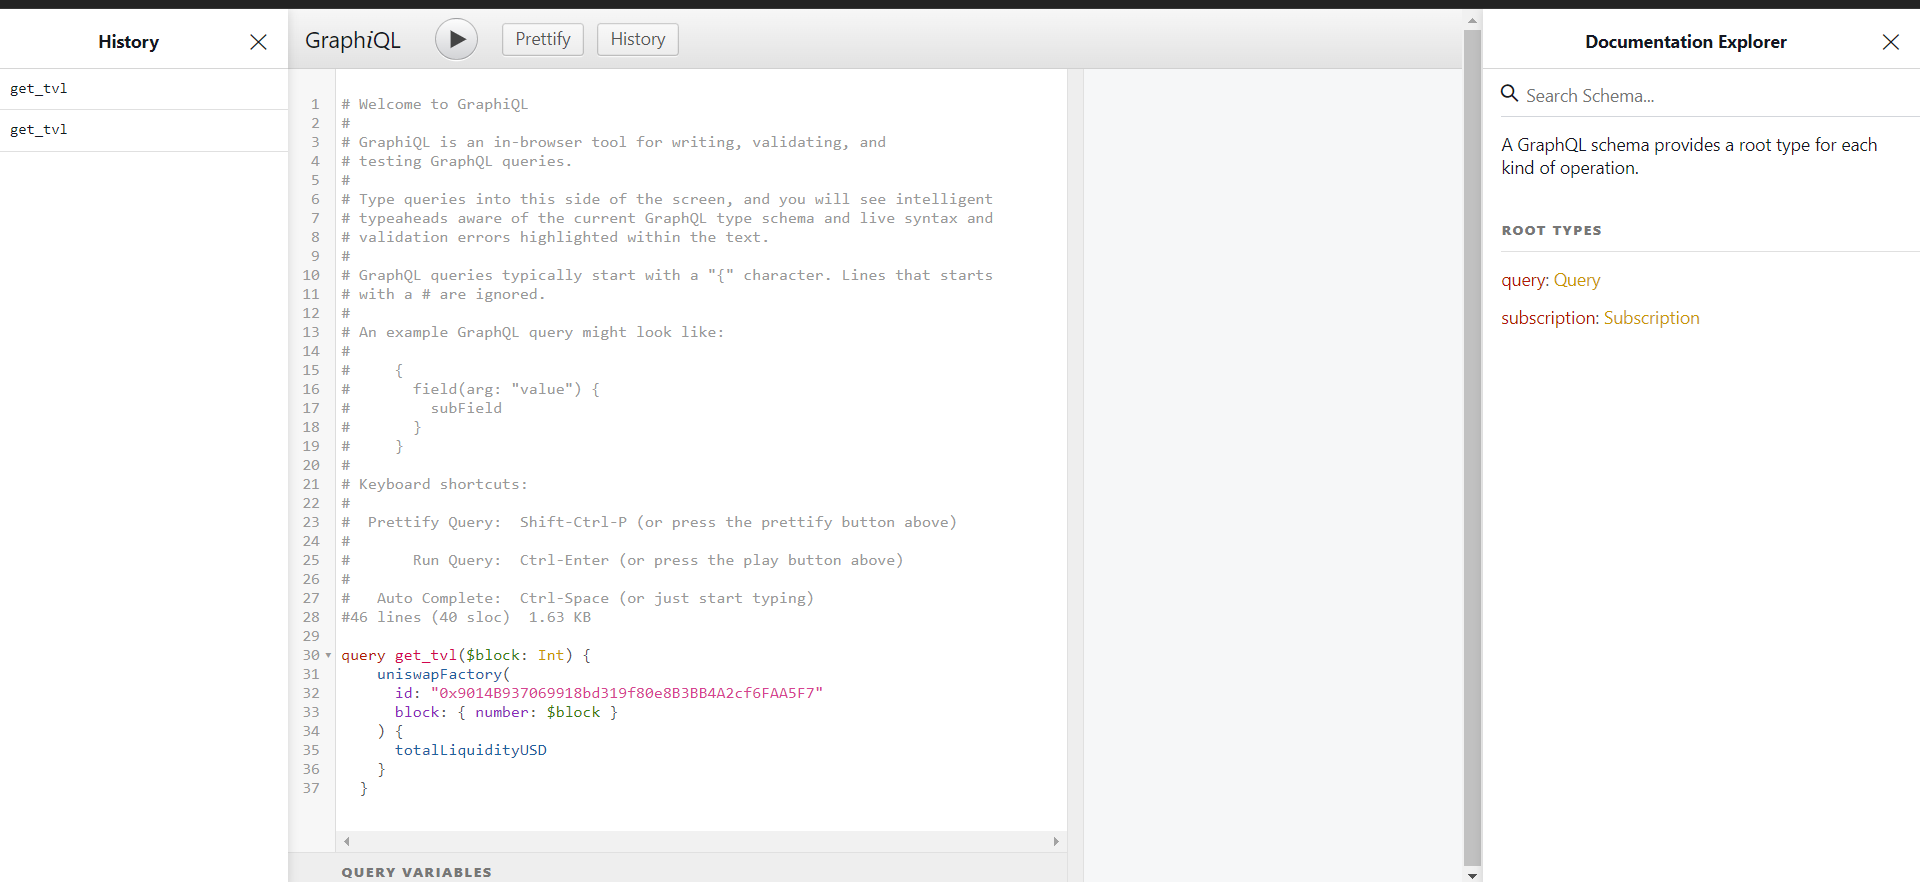 History
get_tvl
get_tvl
GraphiQL
Prettify
History
1 # Welcome to GraphiQL
2 #
3 # GraphiQL is an in-browser tool for writing, validating, and
4 # testing GraphQL queries.
5 #
6 # Type queries into this side of the screen, and you will see intelligent
7 # typeaheads aware of the current GraphQL type schema and live syntax and
8 # validation errors highlighted within the text.
9 #
10 # GraphQL queries typically start with a "{" character. Lines that starts
11 # with a # are ignored.
12 #
13 # An example GraphQL query might look like:
14 #
15 #     {
16 #       field(arg: "value") {
17 #         subField
18 #       }
19 #     }
20 #
21 # Keyboard shortcuts:
22 #
23 #  Prettify Query:  Shift-Ctrl-P (or press the prettify button above)
24 #
25 #       Run Query:  Ctrl-Enter (or press the play button above)
26 #
27 #   Auto Complete:  Ctrl-Space (or just start typing)
28 #46 lines (40 sloc)  1.63 KB
29
30 query get_tvl($block: Int) {
31     uniswapFactory(
32       id: "0x9014B937069918bd319f80e8B3BB4A2cf6FAA5F7"
33       block: { number: $block }
34     ) {
35       totalLiquidityUSD
36     }
37   }
QUERY VARIABLES
Documentation Explorer
Search Schema...
A GraphQL schema provides a root type for each
kind of operation.
ROOT TYPES
query: Query
subscription: Subscription